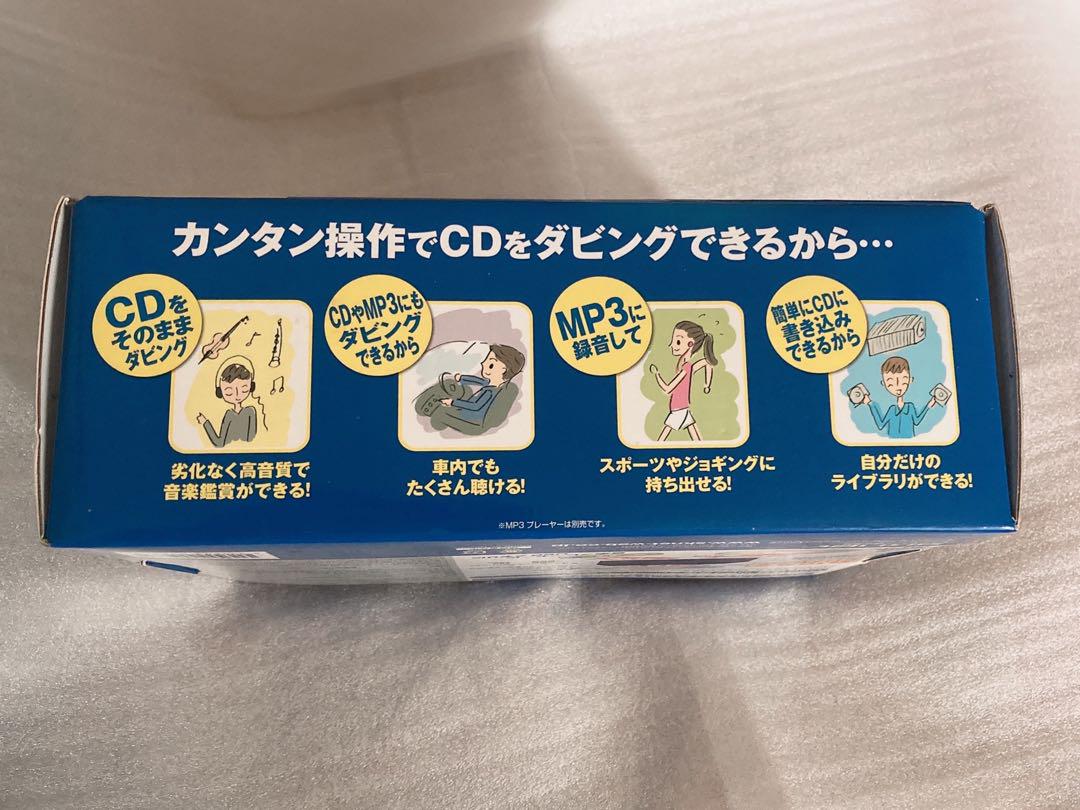 カンタン操作でCDをダビングできるから…
CDを
そのまま
ダビング
劣化なく高音質で
音楽鑑賞ができる!
CDやMP3にも
ダビング
できるから
車内でも
たくさん聴ける!
MP3に
録音して
スポーツやジョギングに
持ち出せる!
簡単にCDに
書き込み
できるから
自分だけの
ライブラリができる!
※MP3 プレーヤーは別売です。